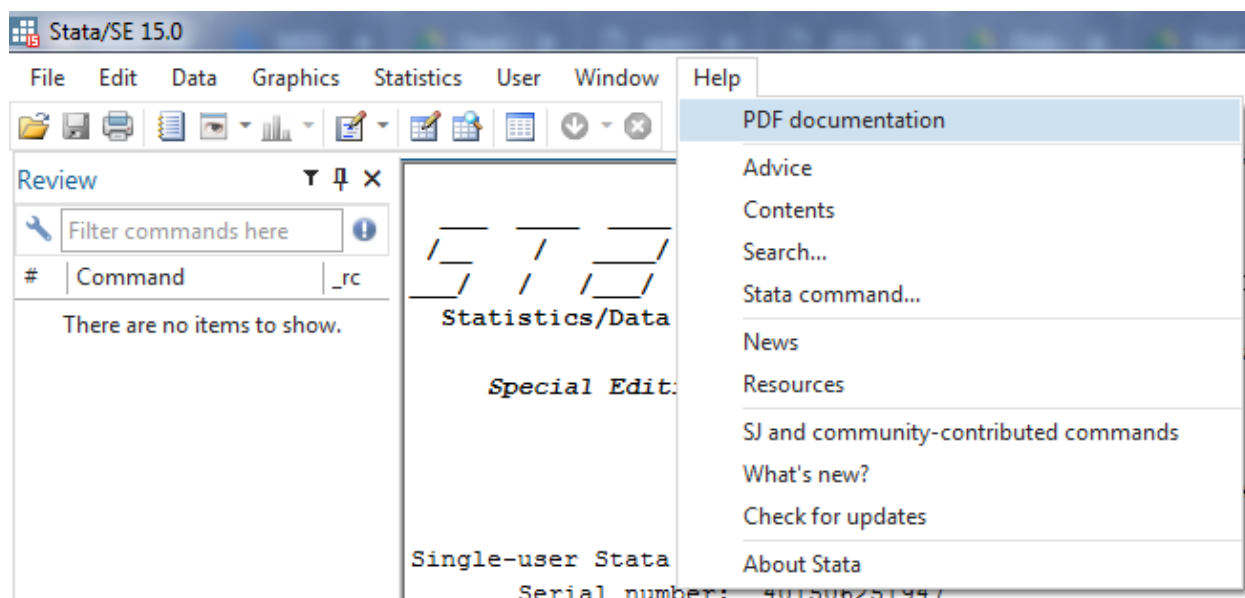 Stata/SE 15.0
File Edit Data Graphics Statistics User Window Help
PDF documentation
Advice
Contents
Search...
Stata command...
News
Resources
SJ and community-contributed commands
What's new?
Check for updates
About Stata
Review
Filter commands here
# Command _rc
There are no items to show.
Statistics/Data
Special Edit
Single-user Stata
Serial number: